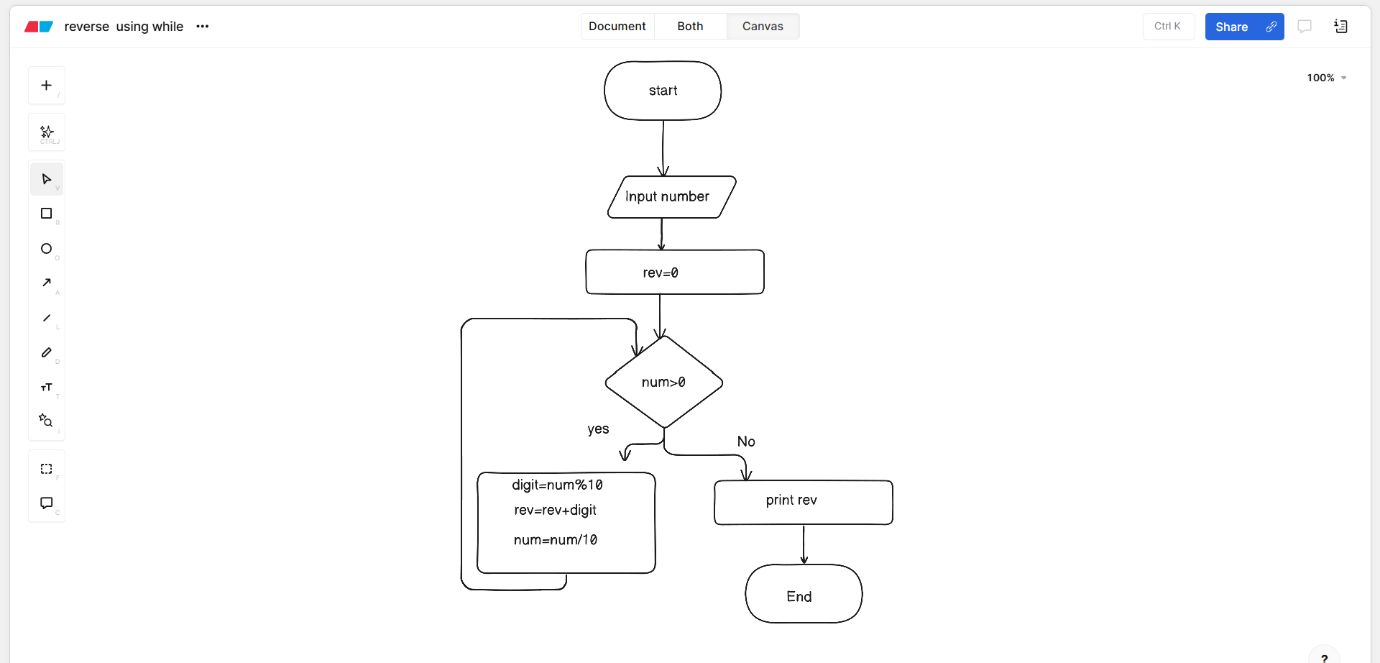 reverse using while ...
Document Both Canvas
Ctrl K
Share
100%
/
CTRL J
V
R
O
A
L
D
T
F
C
start
Input number
rev=0
num>0
yes
No
digit=num%10
rev=rev+digit
num=num/10
print rev
End
?